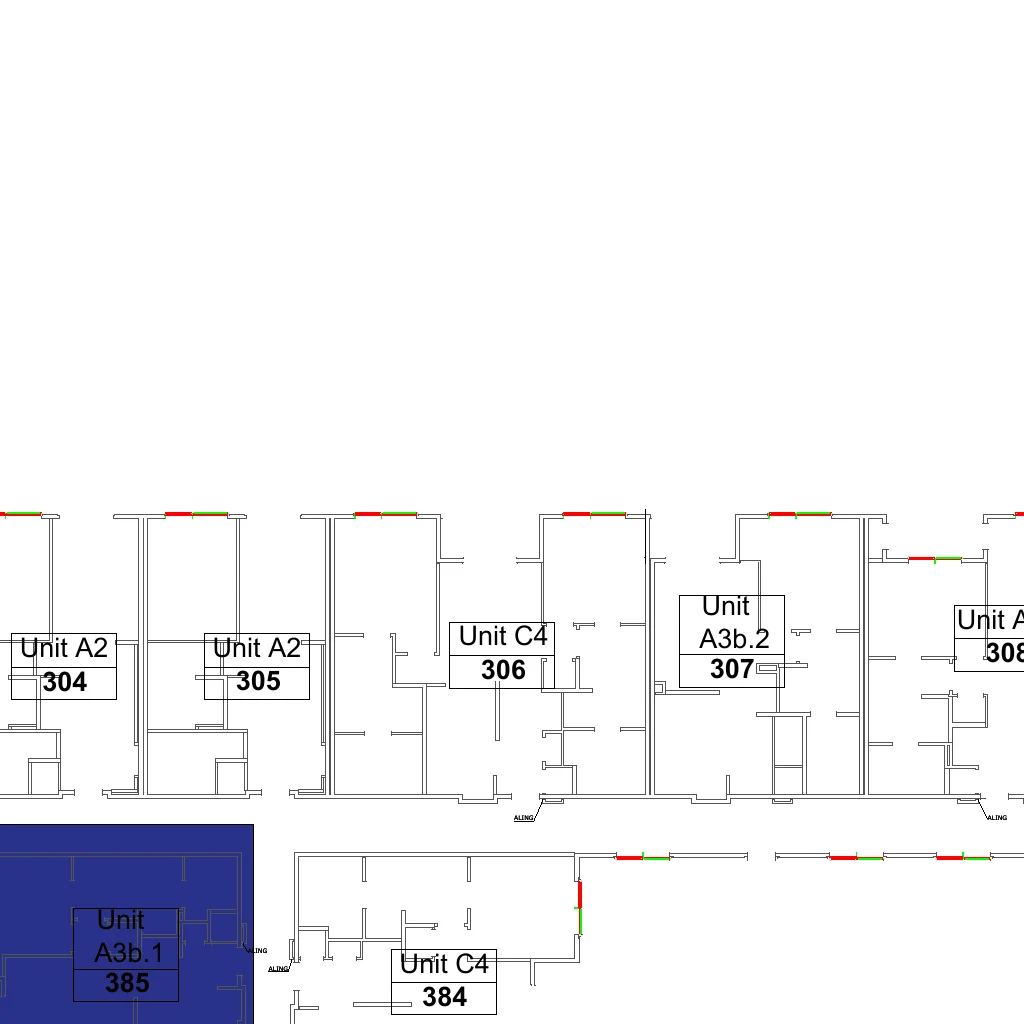 Unit A2
304
Unit A2
305
Unit C4
306
Unit
A3b.2
307
Unit A
308
ALING
ALING
Unit
A3b.1
385
ALING
ALING
Unit C4
384